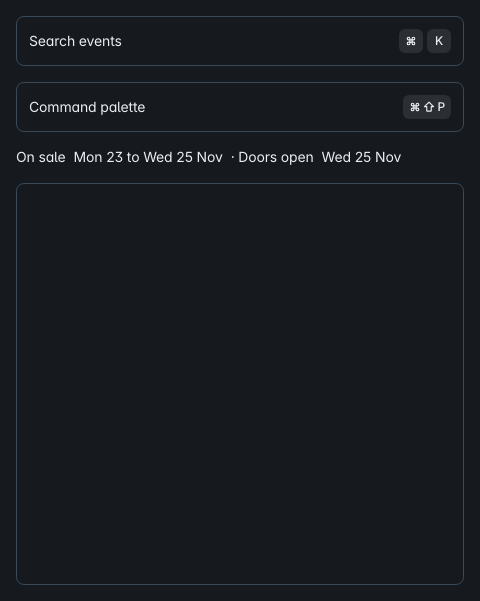 Search events ⌘ K
Command palette ⌘⇧P
On sale Mon 23 to Wed 25 Nov · Doors open Wed 25 Nov